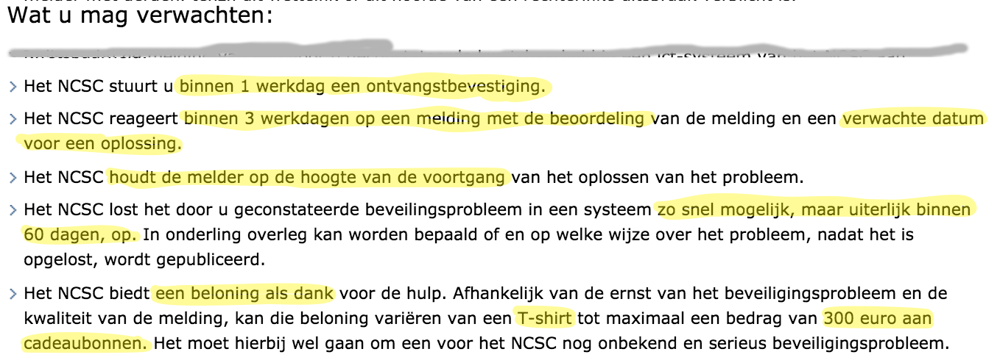 Wat u mag verwachten:
ict-systeem van het NCSC aan
Het NCSC stuurt u binnen 1 werkdag een ontvangstbevestiging.
Het NCSC reageert binnen 3 werkdagen op een melding met de beoordeling van de melding en een verwachte datum
voor een oplossing.
Het NCSC houdt de melder op de hoogte van de voortgang van het oplossen van het probleem.
Het NCSC lost het door u geconstateerde beveilingsprobleem in een systeem zo snel mogelijk, maar uiterlijk binnen
60 dagen, op. In onderling overleg kan worden bepaald of en op welke wijze over het probleem, nadat het is
opgelost, wordt gepubliceerd.
Het NCSC biedt een beloning als dank voor de hulp. Afhankelijk van de ernst van het beveiligingsprobleem en de
kwaliteit van de melding, kan die beloning variëren van een T-shirt tot maximaal een bedrag van 300 euro aan
cadeaubonnen. Het moet hierbij wel gaan om een voor het NCSC nog onbekend en serieus beveiligingsprobleem.